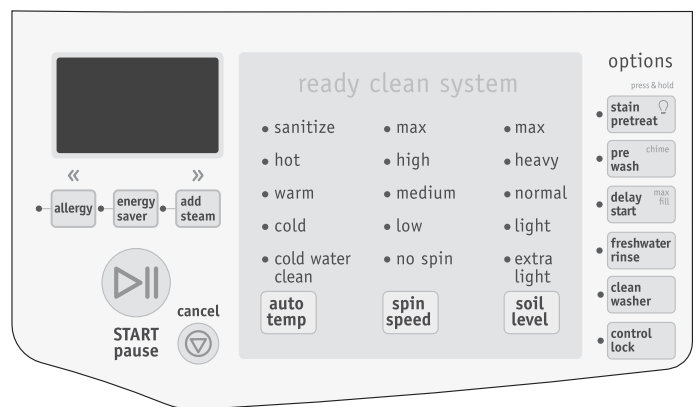 ready clean system
sanitize
hot
warm
cold
cold water
clean
auto
temp
max
high
medium
low
no spin
spin
speed
max
heavy
normal
light
extra
light
soil
level
allergy
energy
saver
add
steam
START
pause
cancel
options
press & hold
stain
pretreat
pre
wash
chime
delay
start
max
fill
freshwater
rinse
clean
washer
control
lock